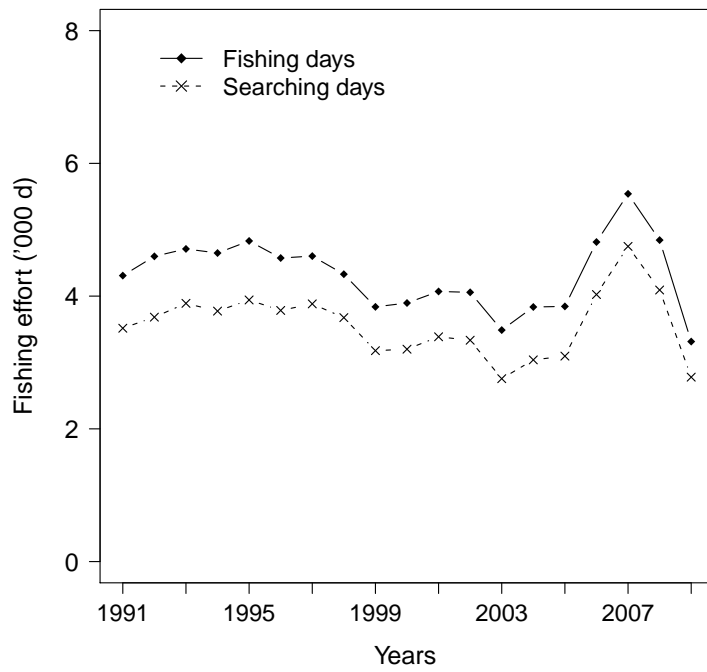 Fishing days
Searching days
Fishing effort ('000 d)
8
6
4
2
0
1991 1995 1999 2003 2007
Years